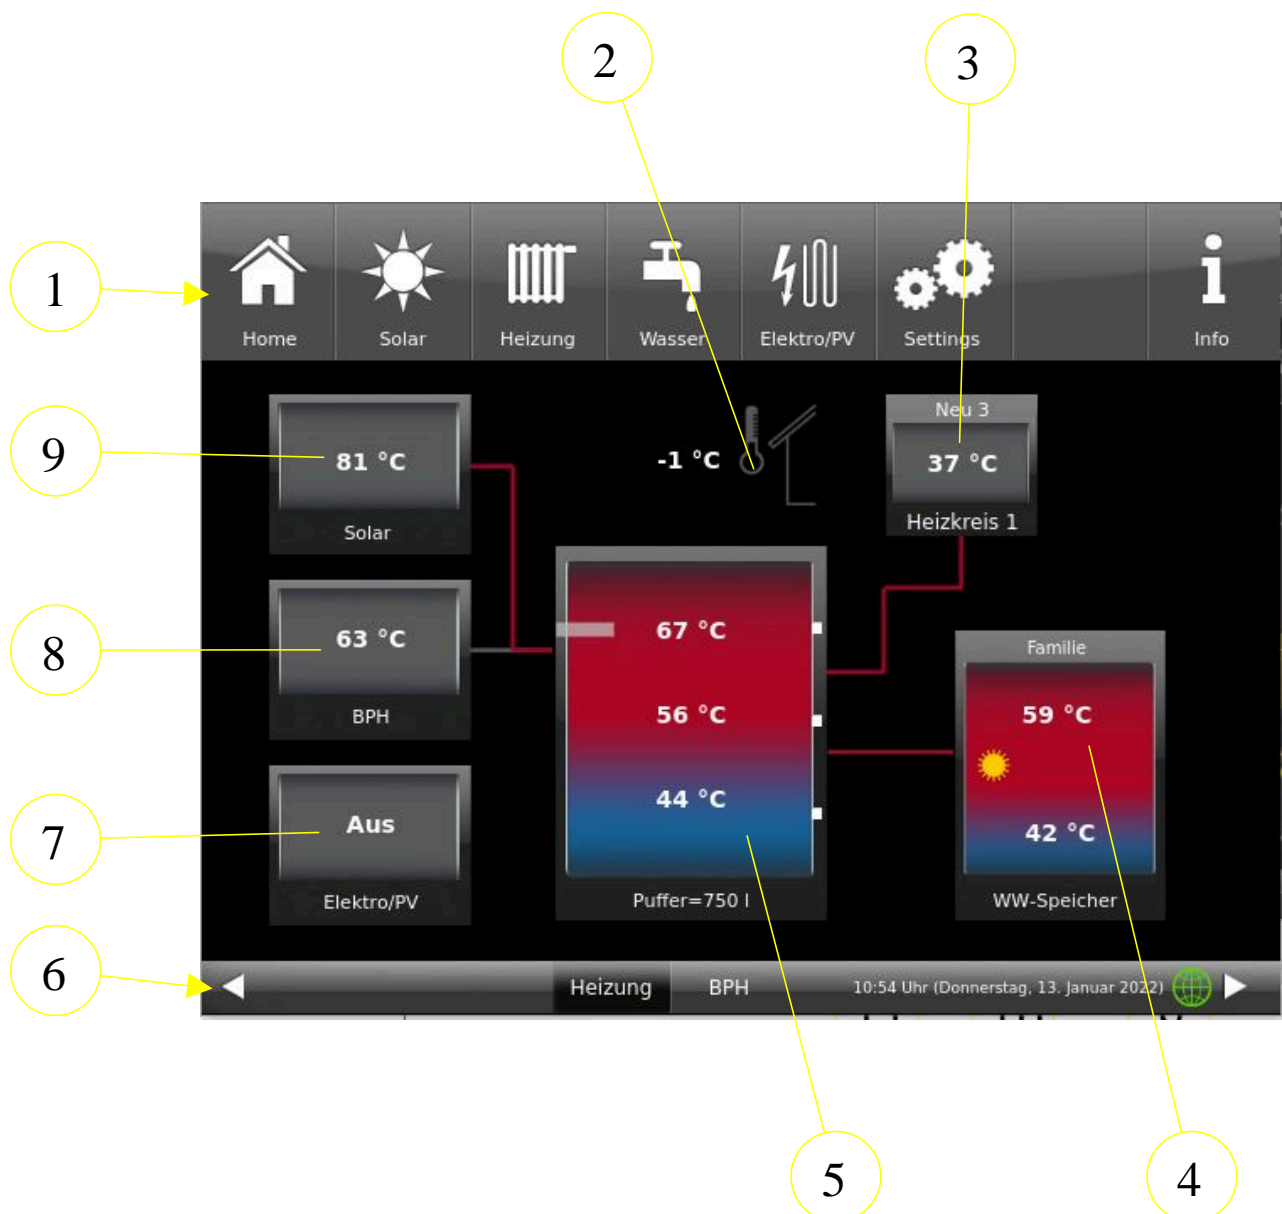 2
3
1
Home
Solar
Heizung
Wasser
Elektro/PV
Settings
Info
9
81 °C
Solar
-1 °C
Neu 3
37 °C
Heizkreis 1
8
63 °C
BPH
67 °C
56 °C
44 °C
Puffer=750 l
Familie
59 °C
42 °C
WW-Speicher
7
Aus
Elektro/PV
6
Heizung
BPH
10:54 Uhr (Donnerstag, 13. Januar 2022)
5
4